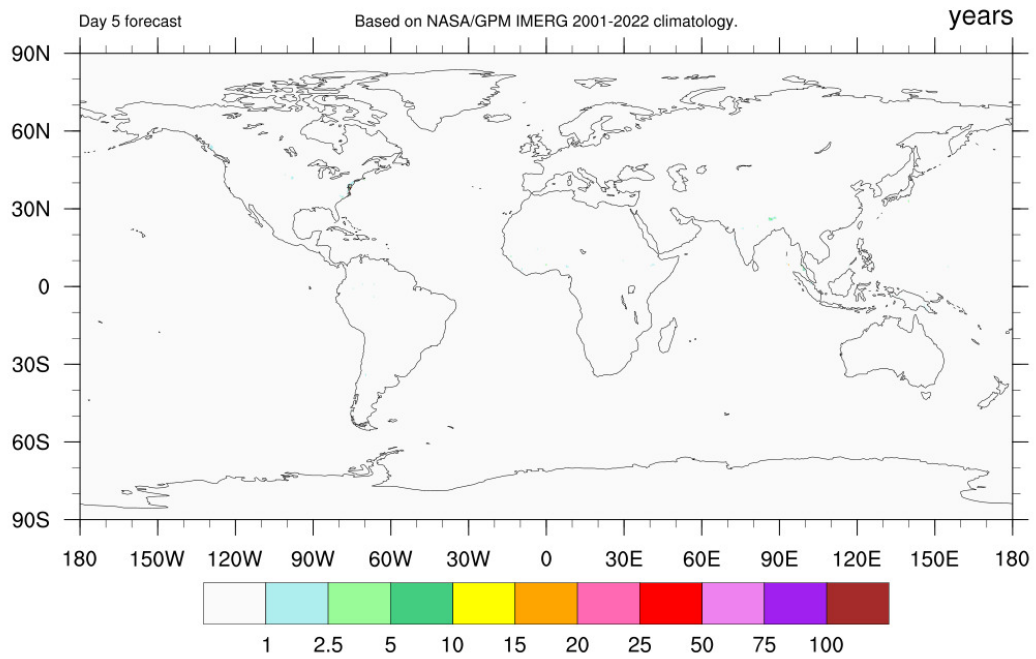 Day 5 forecast Based on NASA/GPM IMERG 2001-2022 climatology. years
90N
60N
30N
0
30S
60S
90S
180 150W 120W 90W 60W 30W 0 30E 60E 90E 120E 150E 180
1 2.5 5 10 15 20 25 50 75 100